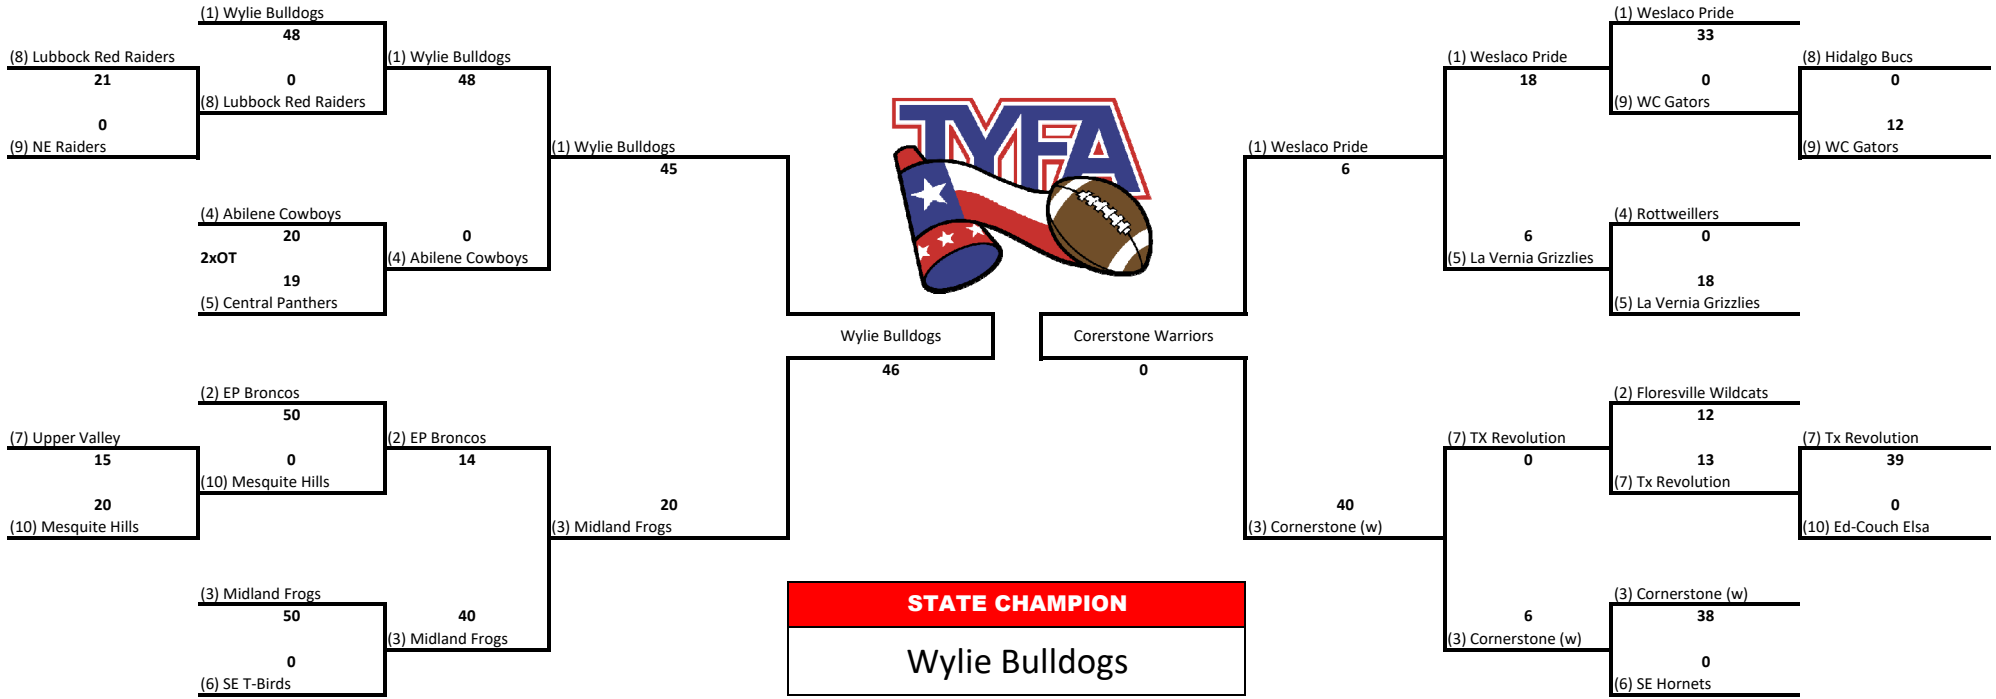 (1) Wylie Bulldogs
48
(8) Lubbock Red Raiders
21
0
(8) Lubbock Red Raiders
0
(9) NE Raiders
(1) Wylie Bulldogs
48
(1) Wylie Bulldogs
45
(4) Abilene Cowboys
20
2xOT
19
(5) Central Panthers
0
(4) Abilene Cowboys
Wylie Bulldogs
46
(2) EP Broncos
50
(7) Upper Valley
15
0
(10) Mesquite Hills
20
(10) Mesquite Hills
(2) EP Broncos
14
20
(3) Midland Frogs
(3) Midland Frogs
50
0
(6) SE T-Birds
40
(3) Midland Frogs
TYFA
(1) Weslaco Pride
33
(1) Weslaco Pride
18
0
(9) WC Gators
(8) Hidalgo Bucs
0
12
(9) WC Gators
(1) Weslaco Pride
6
(4) Rottweillers
0
6
(5) La Vernia Grizzlies
18
(5) La Vernia Grizzlies
Corerstone Warriors
0
(2) Floresville Wildcats
12
(7) TX Revolution
0
13
(7) Tx Revolution
(7) Tx Revolution
39
0
(10) Ed-Couch Elsa
40
(3) Cornerstone (w)
(3) Cornerstone (w)
38
6
(3) Cornerstone (w)
0
(6) SE Hornets
STATE CHAMPION
Wylie Bulldogs